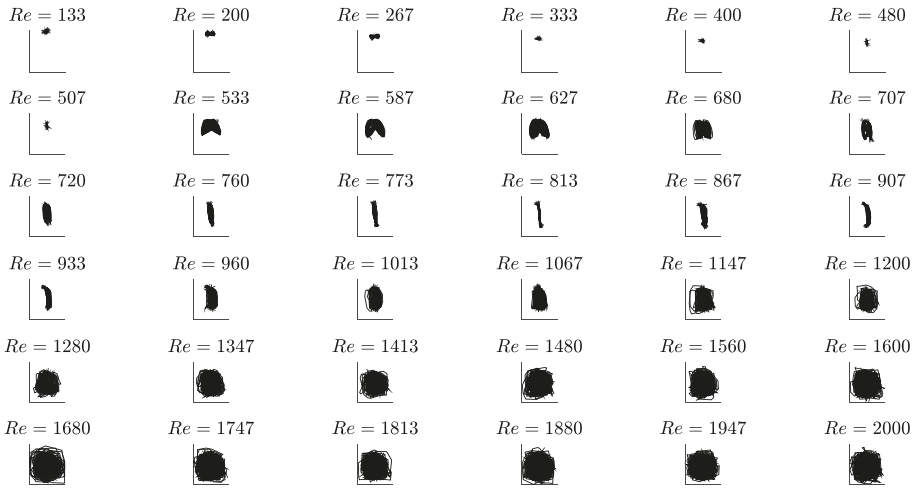 Re = 133 Re = 200 Re = 267 Re = 333 Re = 400 Re = 480
Re = 507 Re = 533 Re = 587 Re = 627 Re = 680 Re = 707
Re = 720 Re = 760 Re = 773 Re = 813 Re = 867 Re = 907
Re = 933 Re = 960 Re = 1013 Re = 1067 Re = 1147 Re = 1200
Re = 1280 Re = 1347 Re = 1413 Re = 1480 Re = 1560 Re = 1600
Re = 1680 Re = 1747 Re = 1813 Re = 1880 Re = 1947 Re = 2000